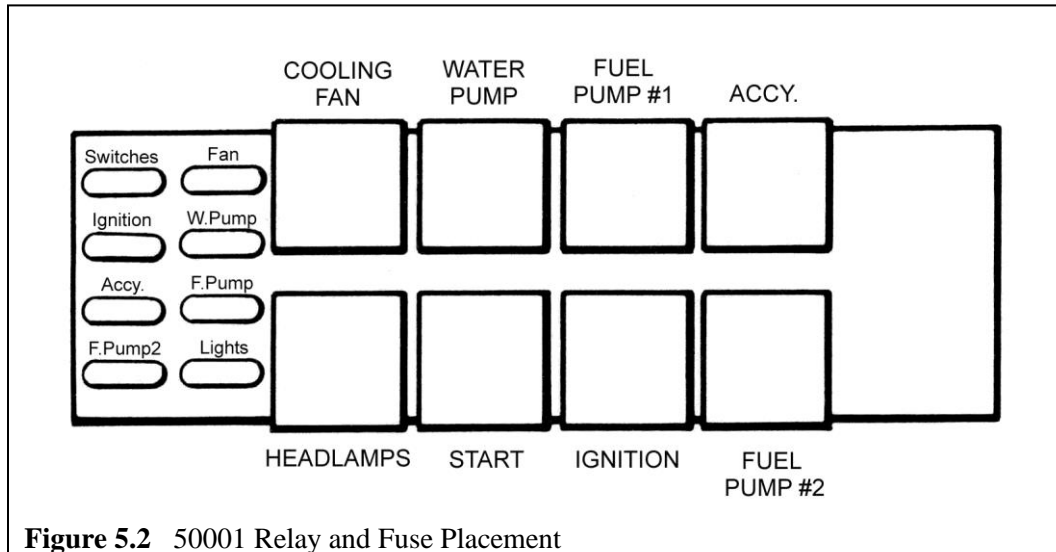 COOLING
FAN
WATER
PUMP
FUEL
PUMP #1
ACCY.
Switches
Fan
Ignition
W.Pump
Accy.
F.Pump
F.Pump2
Lights
HEADLAMPS
START
IGNITION
FUEL
PUMP #2
Figure 5.2 50001 Relay and Fuse Placement